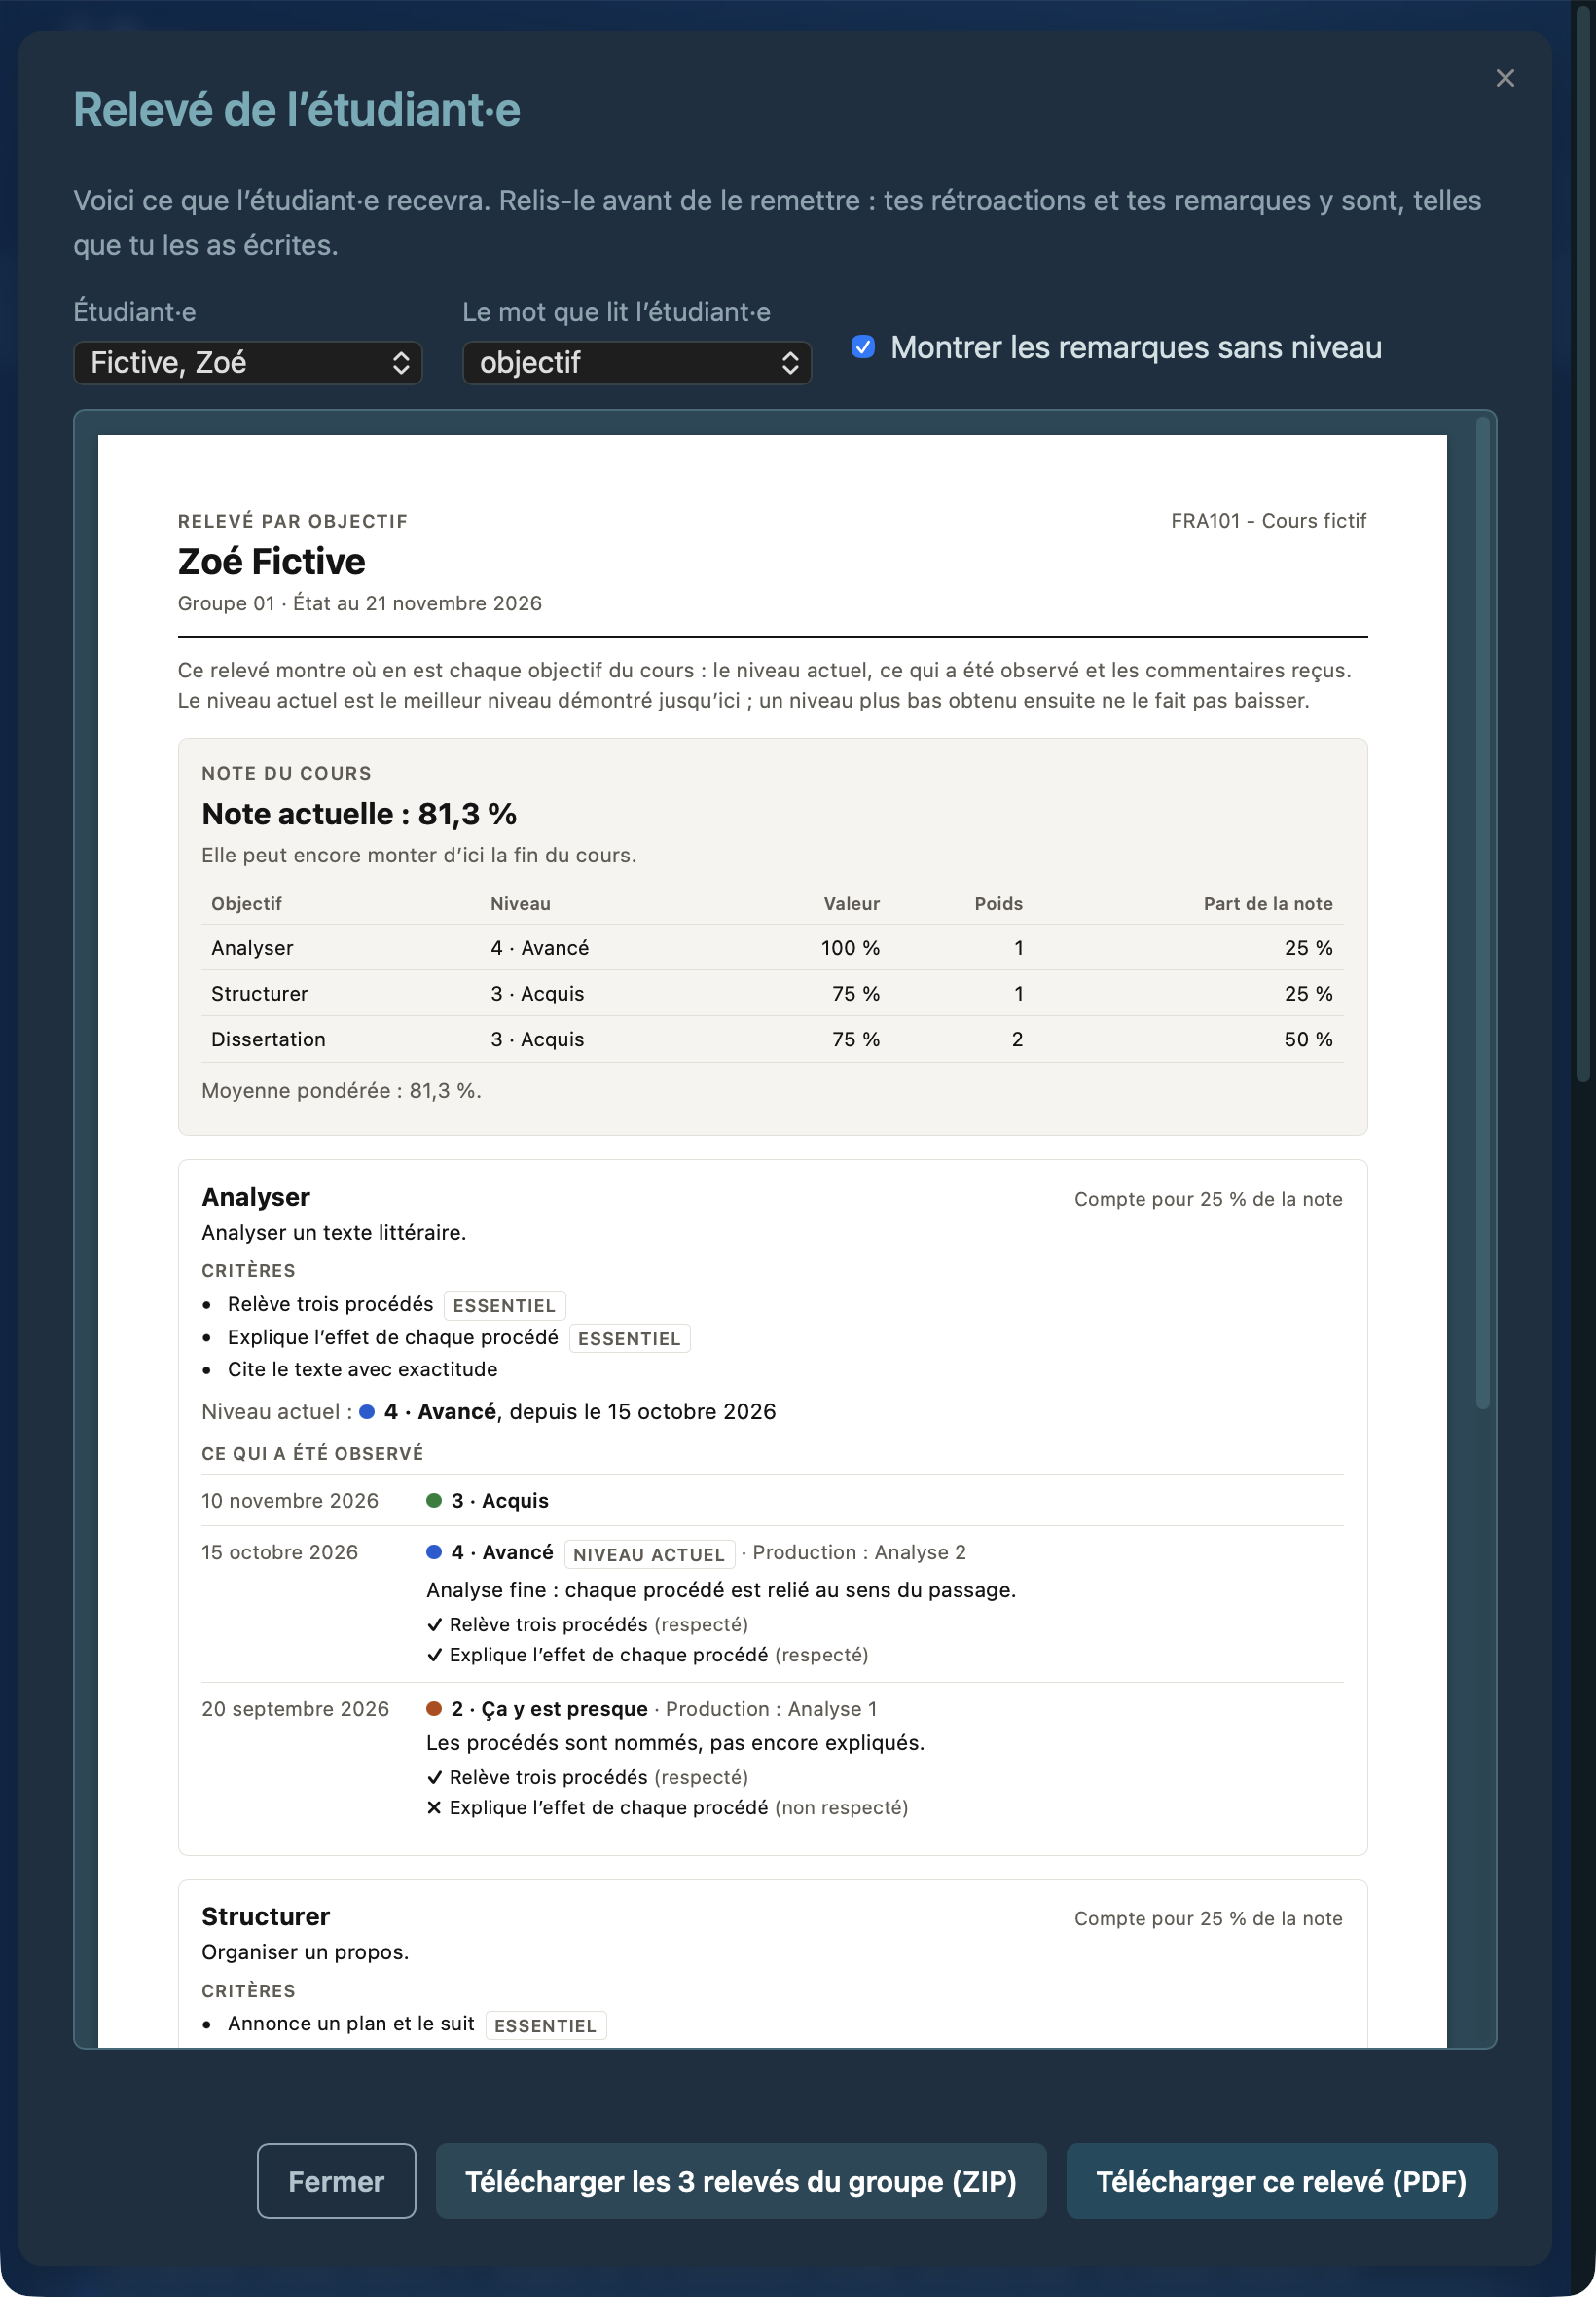 Relevé de l’étudiant·e
Voici ce que l’étudiant·e recevra. Relis-le avant de le remettre : tes rétroactions et tes remarques y sont, telles
que tu les as écrites.
Étudiant·e
Fictive, Zoé
Le mot que lit l’étudiant·e
objectif
Montrer les remarques sans niveau
RELEVÉ PAR OBJECTIF
FRA101 - Cours fictif
Zoé Fictive
Groupe 01 · État au 21 novembre 2026
Ce relevé montre où en est chaque objectif du cours : le niveau actuel, ce qui a été observé et les commentaires reçus.
Le niveau actuel est le meilleur niveau démontré jusqu’ici ; un niveau plus bas obtenu ensuite ne le fait pas baisser.
NOTE DU COURS
Note actuelle : 81,3 %
Elle peut encore monter d’ici la fin du cours.
Objectif Niveau Valeur Poids Part de la note
Analyser 4 · Avancé 100 % 1 25 %
Structurer 3 · Acquis 75 % 1 25 %
Dissertation 3 · Acquis 75 % 2 50 %
Moyenne pondérée : 81,3 %.
Analyser
Compte pour 25 % de la note
Analyser un texte littéraire.
CRITÈRES
• Relève trois procédés ESSENTIEL
• Explique l’effet de chaque procédé ESSENTIEL
• Cite le texte avec exactitude
Niveau actuel : 4 · Avancé, depuis le 15 octobre 2026
CE QUI A ÉTÉ OBSERVÉ
10 novembre 2026 3 · Acquis
15 octobre 2026 4 · Avancé NIVEAU ACTUEL · Production : Analyse 2
Analyse fine : chaque procédé est relié au sens du passage.
✓ Relève trois procédés (respecté)
✓ Explique l’effet de chaque procédé (respecté)
20 septembre 2026 2 · Ça y est presque · Production : Analyse 1
Les procédés sont nommés, pas encore expliqués.
✓ Relève trois procédés (respecté)
✕ Explique l’effet de chaque procédé (non respecté)
Structurer
Compte pour 25 % de la note
Organiser un propos.
CRITÈRES
• Annonce un plan et le suit ESSENTIEL
Fermer
Télécharger les 3 relevés du groupe (ZIP)
Télécharger ce relevé (PDF)